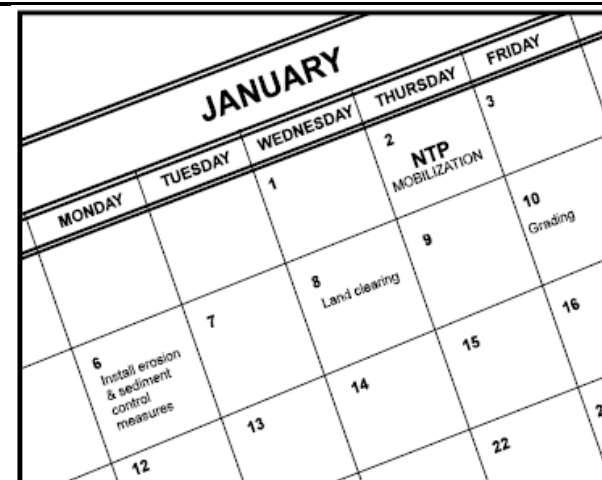 JANUARY
MONDAY TUESDAY WEDNESDAY THURSDAY FRIDAY
1
2
NTP
MOBILIZATION
3
6
Install erosion
& sediment
control
measures
7
8
Land clearing
9
10
Grading
12
13
14
15
16
22